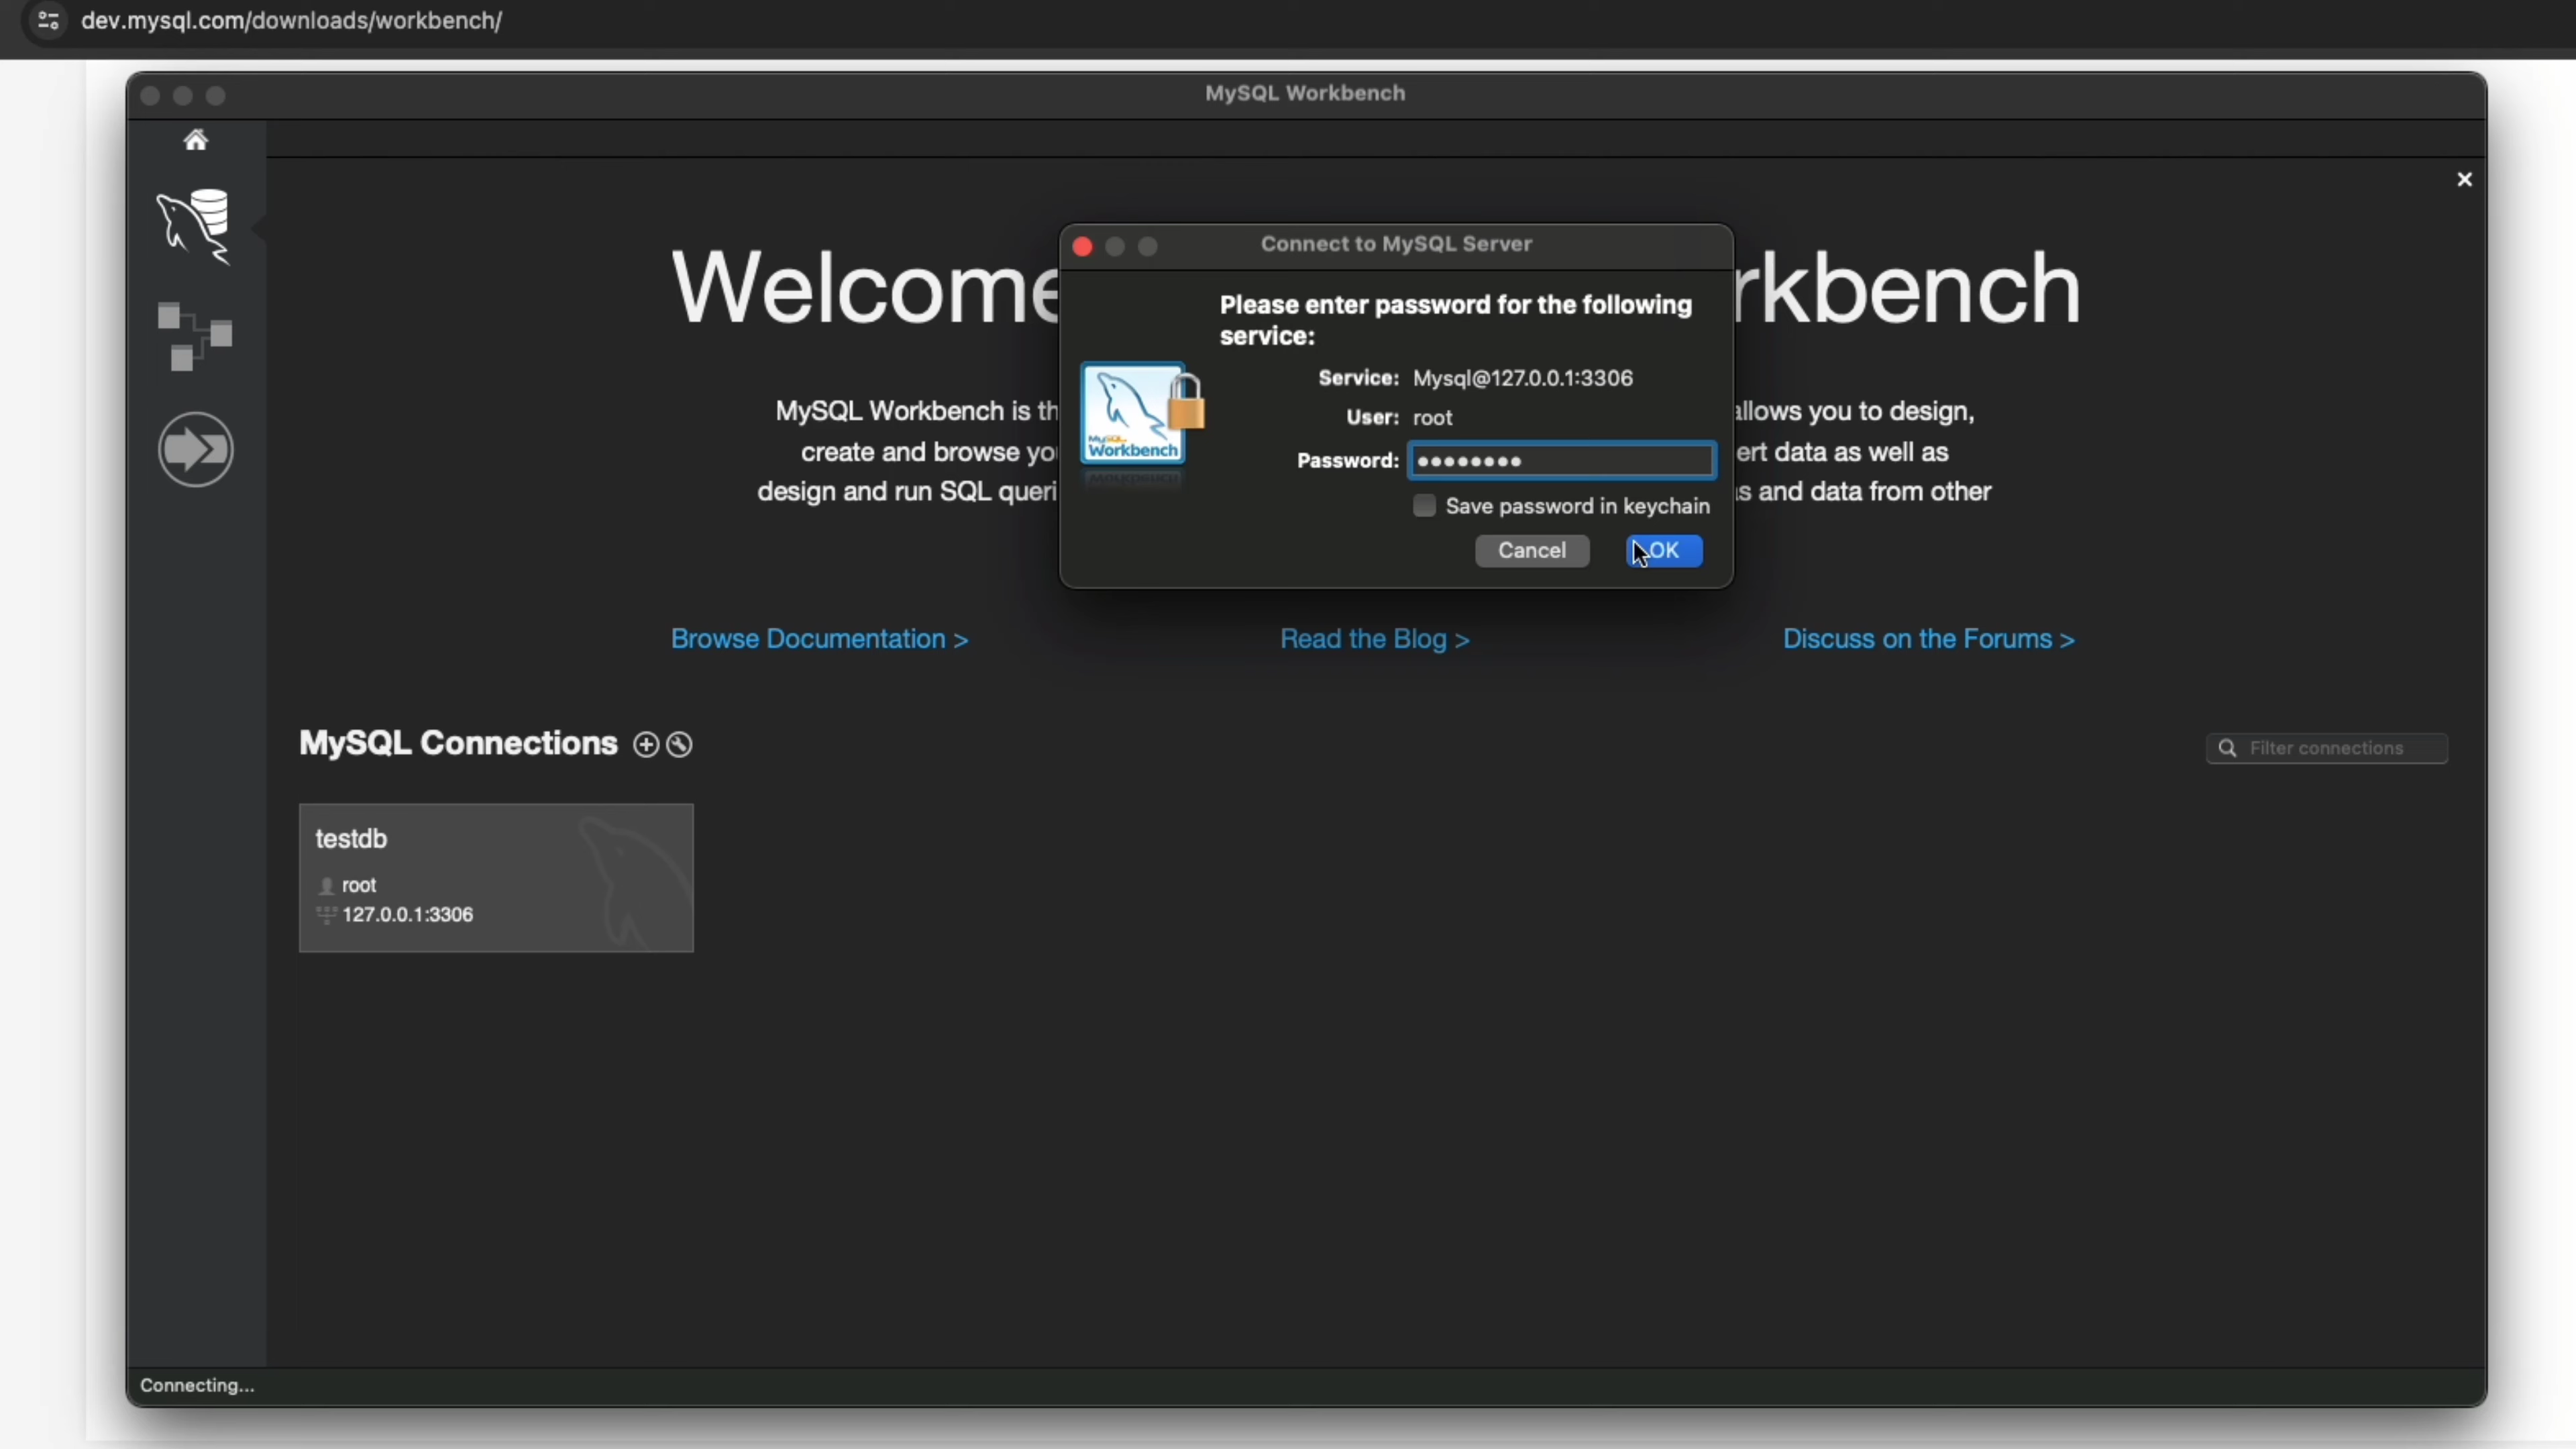 dev.mysql.com/downloads/workbench/
MySQL Workbench
Connect to MySQL Server
Welcome
rkbench
Please enter password for the following
service:
Service: Mysql@127.0.0.1:3306
User: root
Password: ••••••••
Save password in keychain
Cancel
OK
MySQL
Workbench
MySQL Workbench is th
create and browse yo
design and run SQL queri
allows you to design,
ert data as well as
s and data from other
Browse Documentation >
Read the Blog >
Discuss on the Forums >
MySQL Connections
Filter connections
testdb
root
127.0.0.1:3306
Connecting...